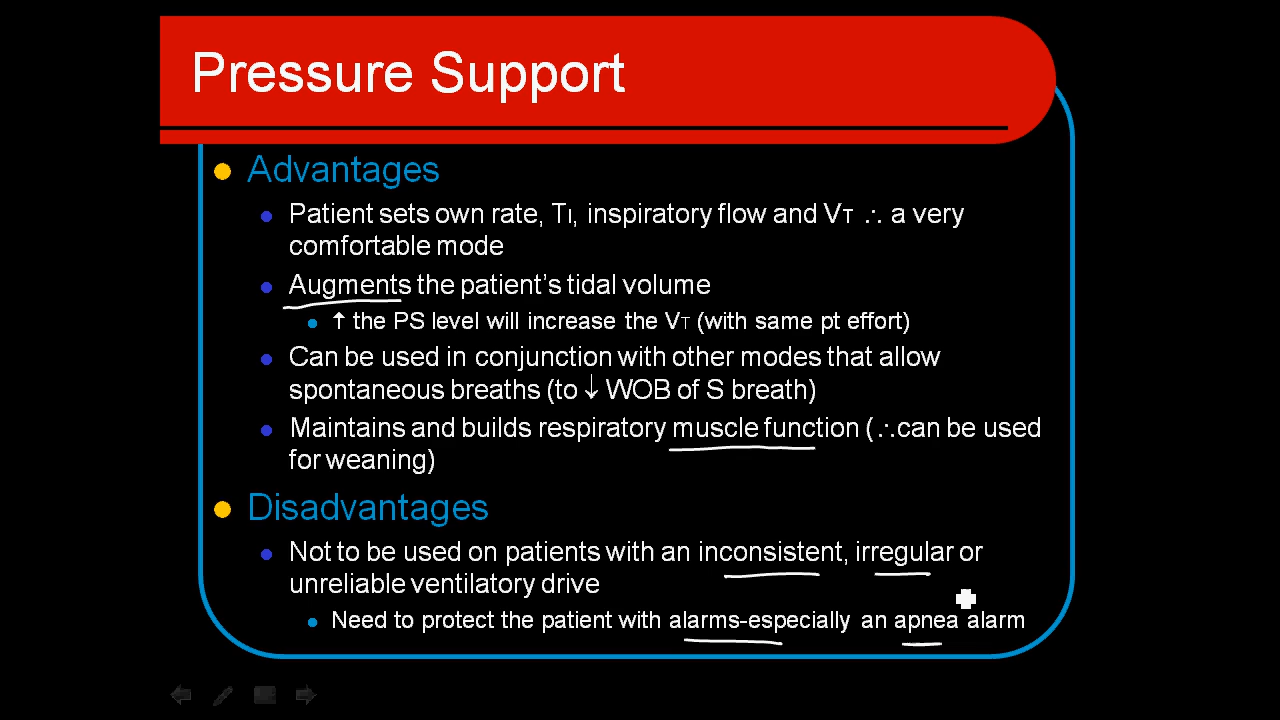 Pressure Support
Advantages
Patient sets own rate, TI, inspiratory flow and VT ∴ a very
comfortable mode
Augments the patient's tidal volume
↑ the PS level will increase the VT (with same pt effort)
Can be used in conjunction with other modes that allow
spontaneous breaths (to ↓ WOB of S breath)
Maintains and builds respiratory muscle function (∴can be used
for weaning)
Disadvantages
Not to be used on patients with an inconsistent, irregular or
unreliable ventilatory drive
Need to protect the patient with alarms-especially an apnea alarm